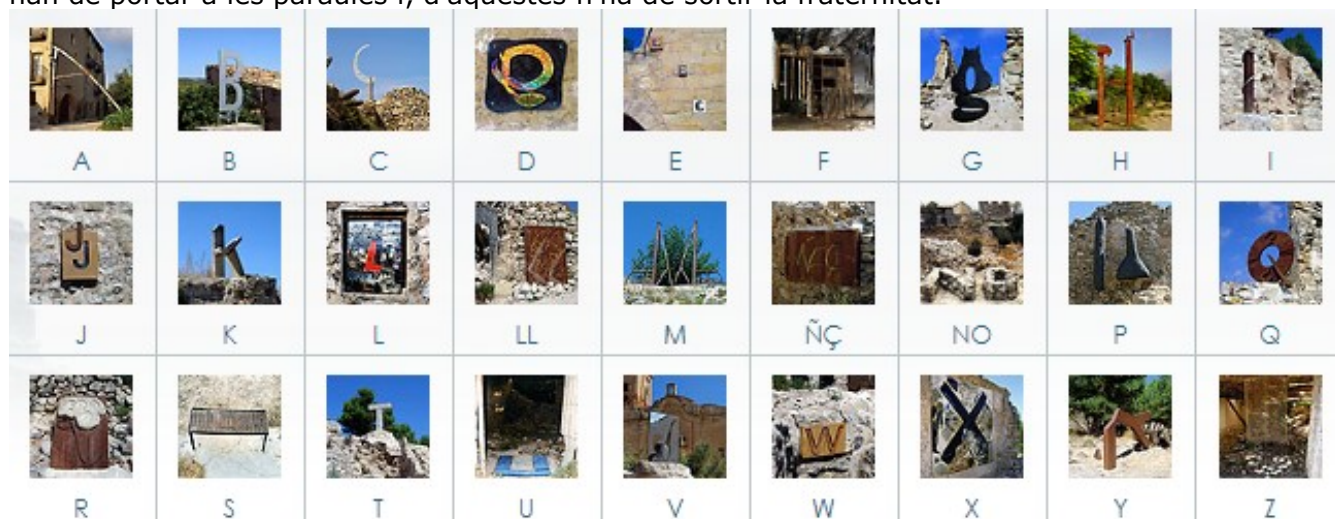 han de portar a les paraules i, d'aquestes n'ha de sortir la fraternitat.
A B C D E F G H I
J K L LL M ÑÇ NO P Q
R S T U V W X Y Z